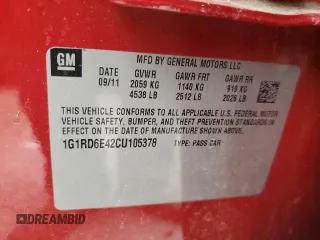 GM
MFD BY GENERAL MOTORS LLC
DATE GVWR GAWR FRT GAWR RR
09/11 2059 KG 1140 KG 919 KG
4538 LB 2512 LB 2026 LB
THIS VEHICLE CONFORMS TO ALL APPLICABLE U.S. FEDERAL MOTOR
VEHICLE SAFETY, BUMPER, AND THEFT PREVENTION STANDARDS
IN EFFECT ON THE DATE OF MANUFACTURE SHOWN ABOVE.
1G1RD6E42CU105378 TYPE: PASS CAR
DREAMBID